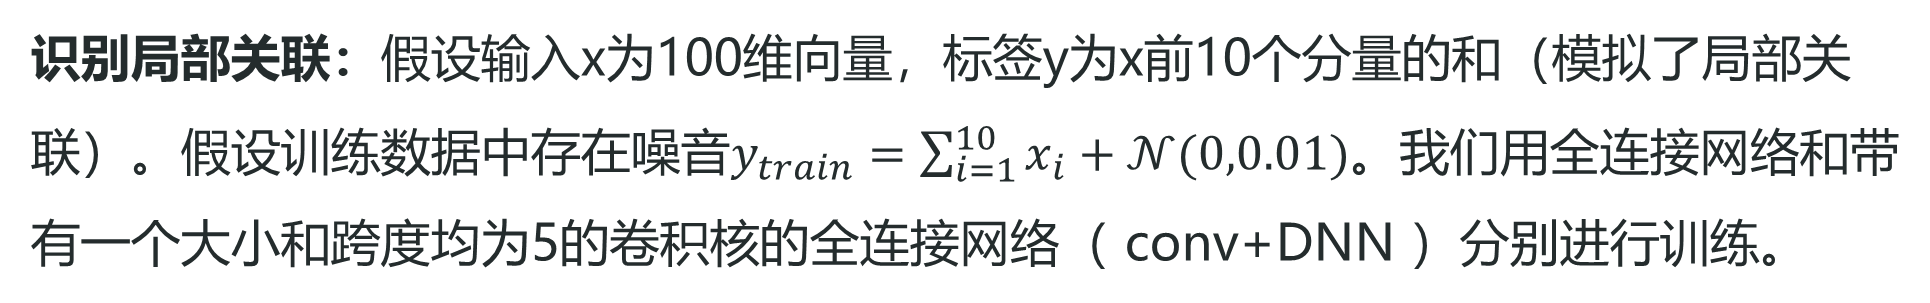 识别局部关联：假设输入x为100维向量，标签y为x前10个分量的和（模拟了局部关
联）。假设训练数据中存在噪音$y_{train} = \sum_{i=1}^{10} x_i + \mathcal{N}(0,0.01)$。我们用全连接网络和带
有一个大小和跨度均为5的卷积核的全连接网络（ conv+DNN ）分别进行训练。